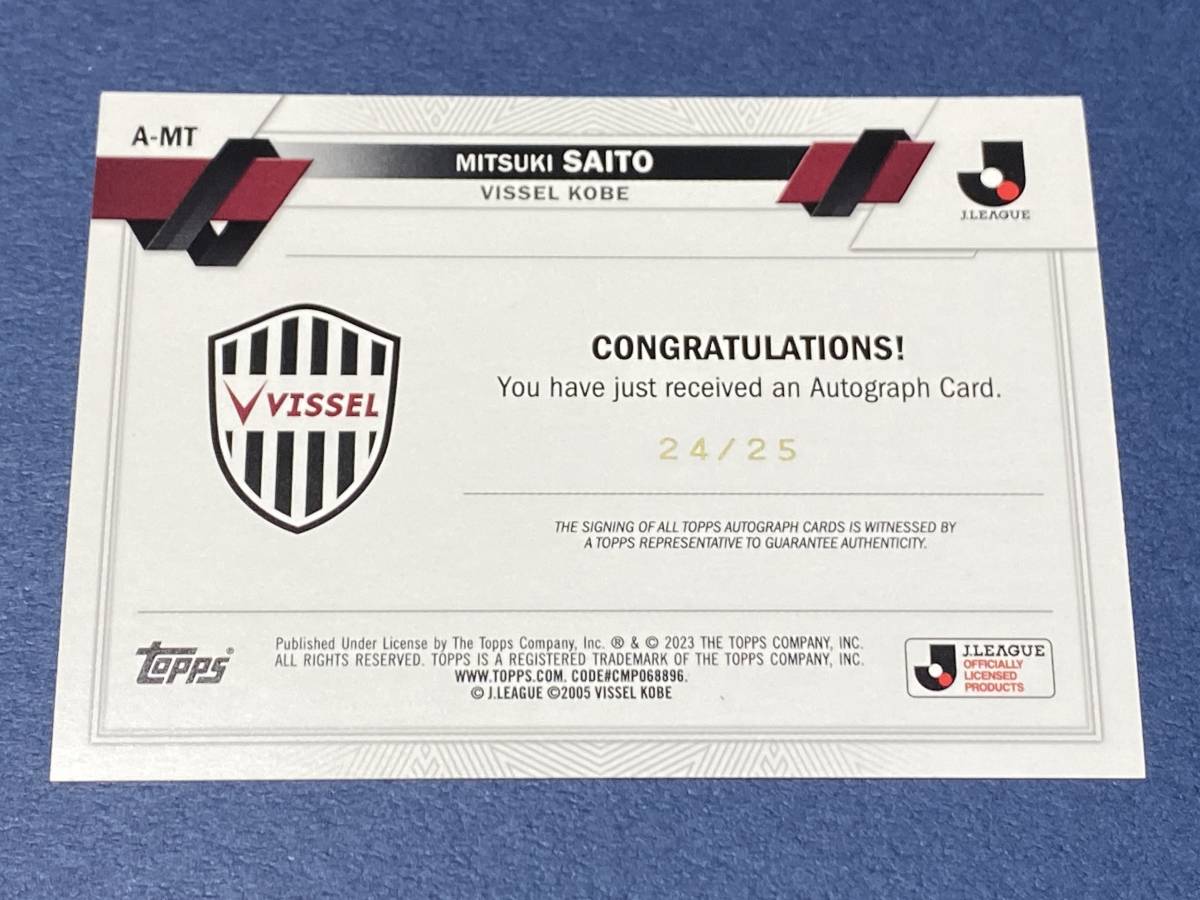 A-MT
MITSUKI SAITO
VISSEL KOBE
J.LEAGUE
VISSEL
CONGRATULATIONS!
You have just received an Autograph Card.
24/25
THE SIGNING OF ALL TOPPS AUTOGRAPH CARDS IS WITNESSED BY
A TOPPS REPRESENTATIVE TO GUARANTEE AUTHENTICITY.
Topps®
Published Under License by The Topps Company, Inc. ® & © 2023 THE TOPPS COMPANY, INC.
ALL RIGHTS RESERVED. TOPPS IS A REGISTERED TRADEMARK OF THE TOPPS COMPANY, INC.
WWW.TOPPS.COM. CODE#CMP068896.
© J.LEAGUE ©2005 VISSEL KOBE
J.LEAGUE
OFFICIALLY
LICENSED
PRODUCTS